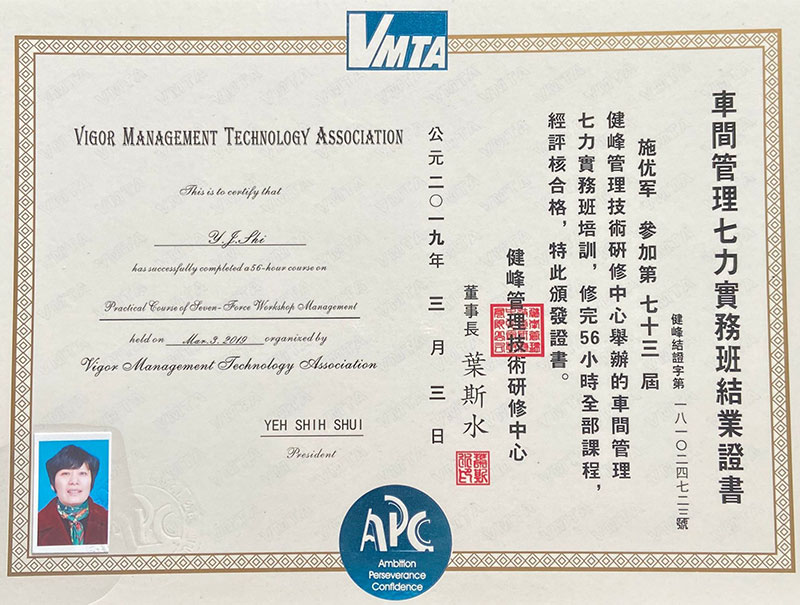 VMTA
VIGOR MANAGEMENT TECHNOLOGY ASSOCIATION
This is to certify that
Y.J.Shi
has successfully completed a 56-hour course on
Practical Course of Seven-Force Workshop Management
held on Mar.3.2019 organized by
Vigor Management Technology Association
YEH SHIH SHUI
President
車間管理七力實務班結業證書
健峰結證字第一八一〇二四七二三號
施优军 參加第七十三屆
健峰管理技術研修中心舉辦的車間管理
七力實務班培訓，修完56小時全部課程，
經評核合格，特此頒發證書。
健峰管理技術研修中心
董事長 葉斯水
公元二〇一九年三月三日
APC
Ambition
Perseverance
Confidence